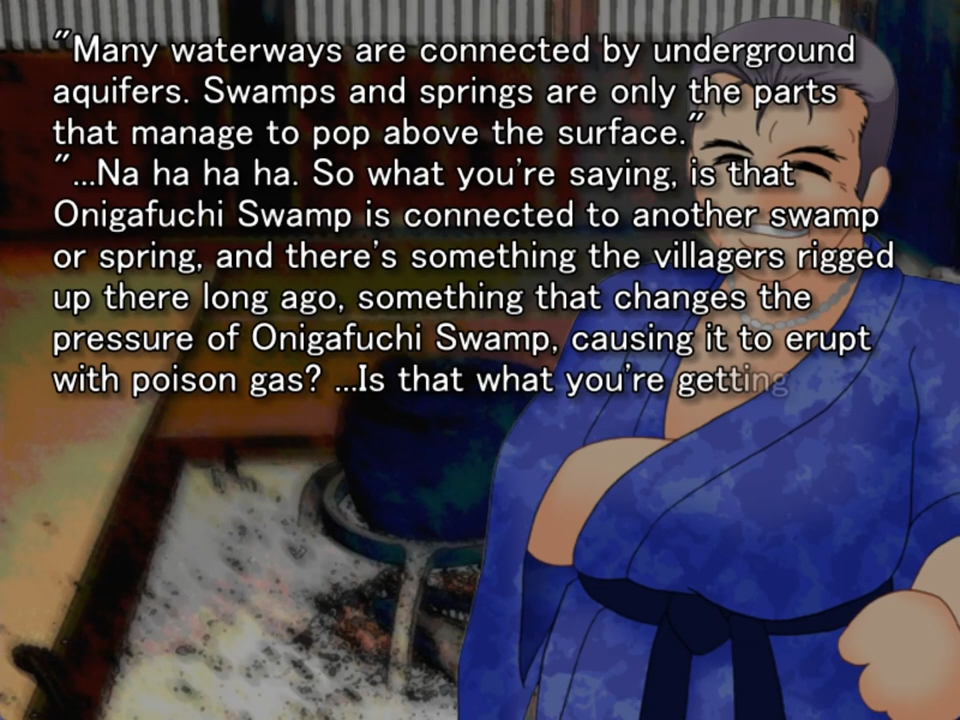 "Many waterways are connected by underground
aquifers. Swamps and springs are only the parts
that manage to pop above the surface."
"...Na ha ha ha. So what you're saying, is that
Onigafuchi Swamp is connected to another swamp
or spring, and there's something the villagers rigged
up there long ago, something that changes the
pressure of Onigafuchi Swamp, causing it to erupt
with poison gas? ...Is that what you're getting